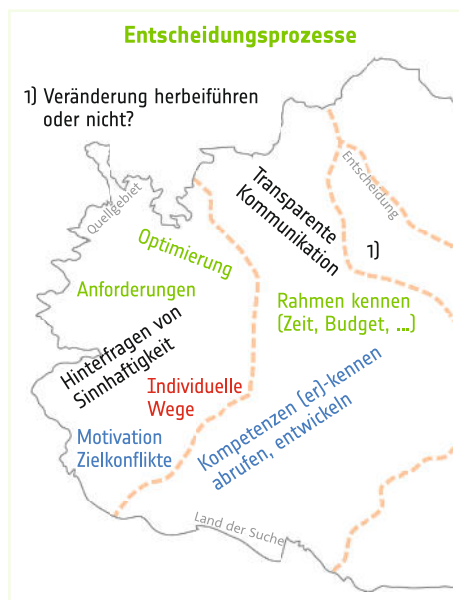 Entscheidungsprozesse
1) Veränderung herbeiführen
oder nicht?
Quellgebiet
Entscheidung
Transparente
Kommunikation
1)
Optimierung
Anforderungen
Rahmen kennen
(Zeit, Budget, ...)
Hinterfragen von
Sinnhaftigkeit
Individuelle
Wege
Motivation
Zielkonflikte
Kompetenzen (er)-kennen
abrufen, entwickeln
Land der Suche